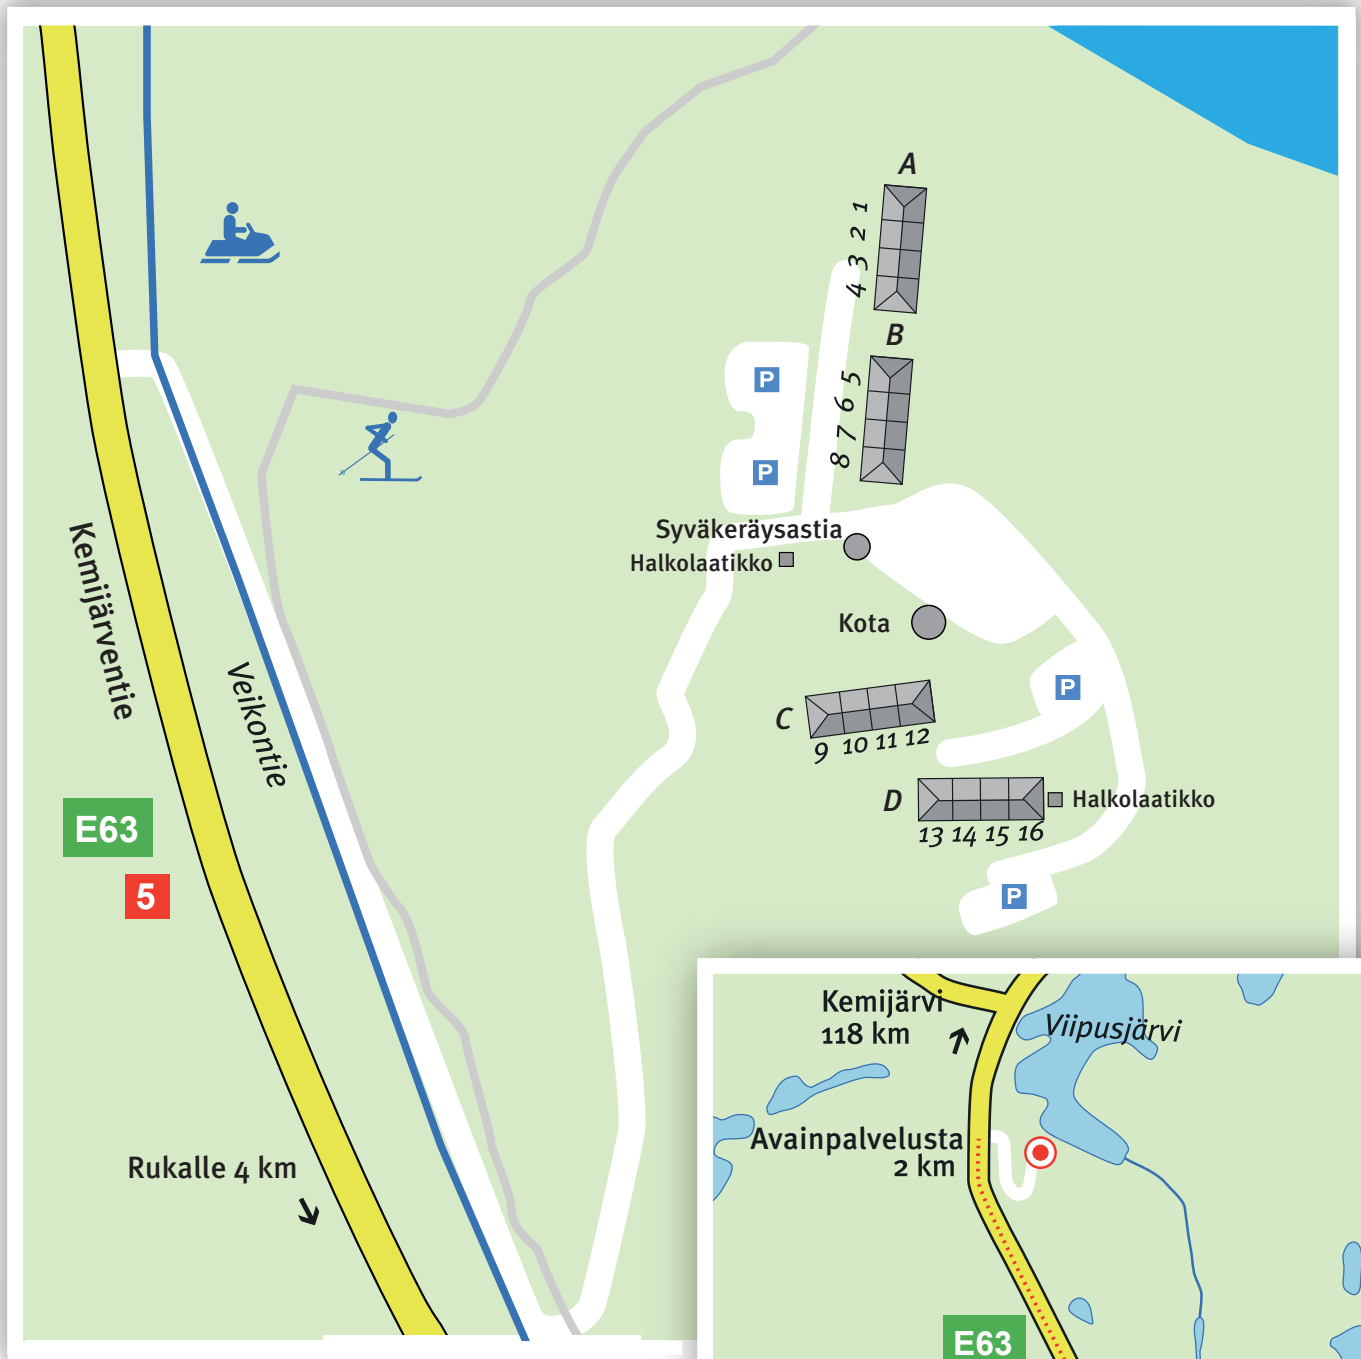 A
1
2
3
4
B
5
6
7
8
P
P
Syväkeräysastia
Halkolaatikko
Kota
P
C
9 10 11 12
D
Halkolaatikko
13 14 15 16
P
Kemijärventie
Veikontie
E63
5
Rukalle 4 km
Kemijärvi
118 km
Viipusjärvi
Avainpalvelusta
2 km
E63